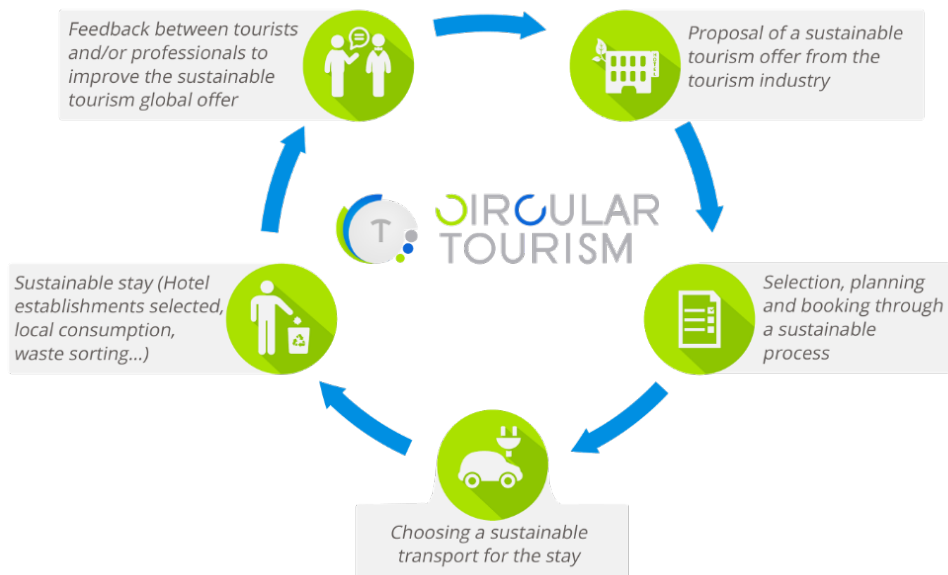 Feedback between tourists
and/or professionals to
improve the sustainable
tourism global offer
Proposal of a sustainable
tourism offer from the
tourism industry
T CIRCULAR
TOURISM
Sustainable stay (Hotel
establishments selected,
local consumption,
waste sorting...)
Selection, planning
and booking through
a sustainable
process
Choosing a sustainable
transport for the stay